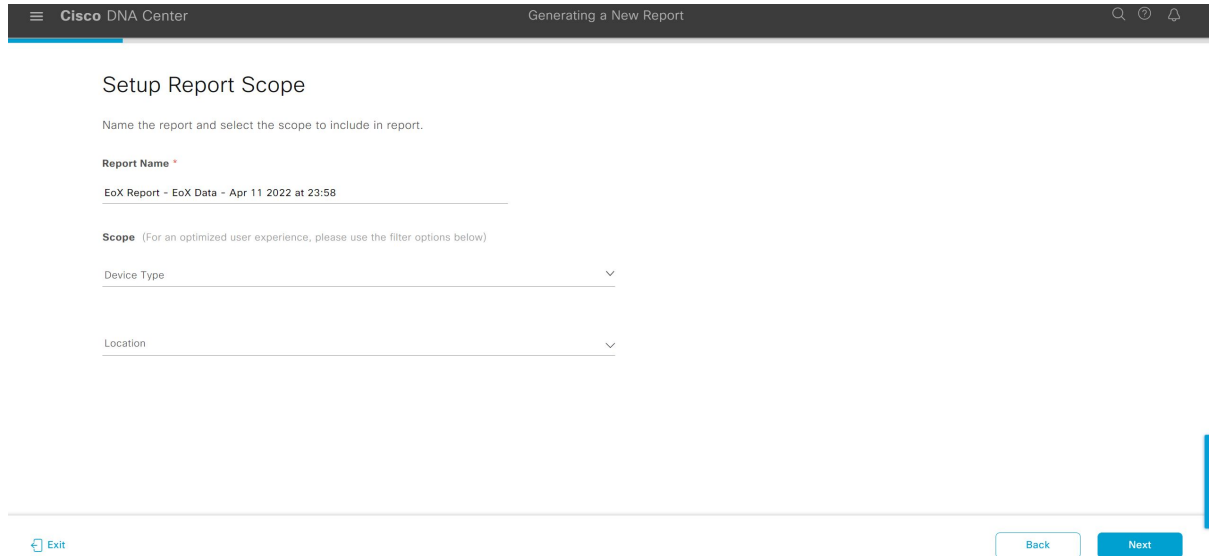 Cisco DNA Center
Generating a New Report
Setup Report Scope
Name the report and select the scope to include in report.
Report Name *
EoX Report - EoX Data - Apr 11 2022 at 23:58
Scope (For an optimized user experience, please use the filter options below)
Device Type
Location
Exit
Back
Next